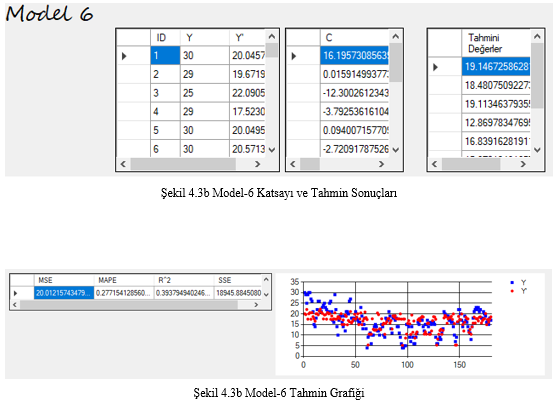 Model 6
ID Y Y'
1 30 20.0457
2 29 19.6719
3 25 22.0905
4 29 17.5230
5 30 20.0495
6 30 20.5713
C
16.1957308563
0.01591499377
-12.3002612343
-3.79253616104
0.09400715770
-2.72091787526
Tahmini
Değerler
19.1467258628
18.4807509227
19.1134637935
12.8697834769
16.8391628191
Şekil 4.3b Model-6 Katsayı ve Tahmin Sonuçları
MSE MAPE R^2 SSE
20.01215743479... 0.277154128560... 0.393794940246... 18945.8845080
35
30
25
20
15
10
5
0
0 50 100 150
Y
Y'
Şekil 4.3b Model-6 Tahmin Grafiği